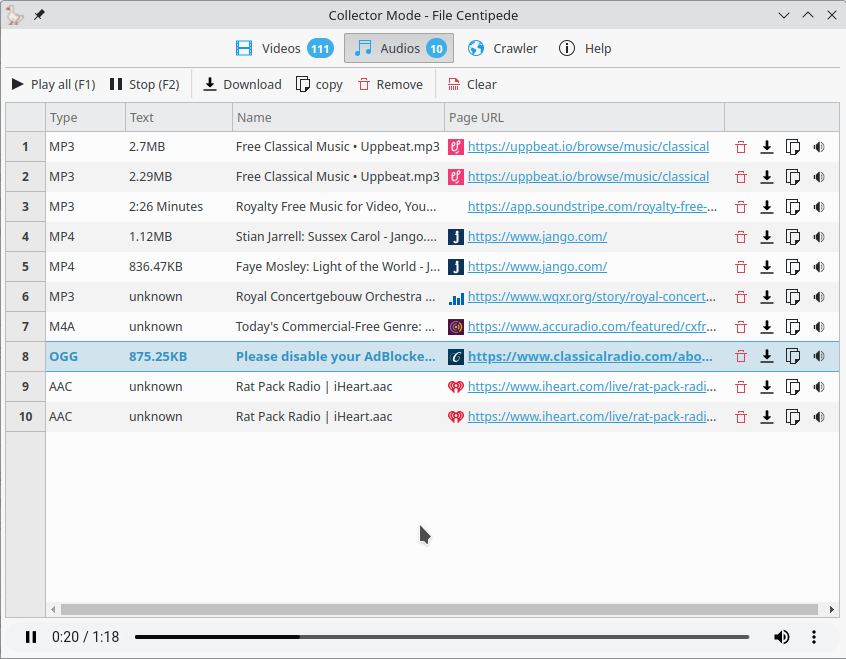 Collector Mode - File Centipede
Videos 111 Audios 10 Crawler Help
Play all (F1) Stop (F2) Download copy Remove Clear
Type Text Name Page URL
1 MP3 2.7MB Free Classical Music • Uppbeat.mp3 https://uppbeat.io/browse/music/classical
2 MP3 2.29MB Free Classical Music • Uppbeat.mp3 https://uppbeat.io/browse/music/classical
3 MP3 2:26 Minutes Royalty Free Music for Video, You... https://app.soundstripe.com/royalty-free-...
4 MP4 1.12MB Stian Jarrell: Sussex Carol - Jango.... https://www.jango.com/
5 MP4 836.47KB Faye Mosley: Light of the World - J... https://www.jango.com/
6 MP3 unknown Royal Concertgebouw Orchestra ... https://www.wqxr.org/story/royal-concert...
7 M4A unknown Today's Commercial-Free Genre: ... https://www.accuradio.com/featured/cxfr...
8 OGG 875.25KB Please disable your AdBlocke... https://www.classicalradio.com/abo...
9 AAC unknown Rat Pack Radio | iHeart.aac https://www.iheart.com/live/rat-pack-radi...
10 AAC unknown Rat Pack Radio | iHeart.aac https://www.iheart.com/live/rat-pack-radi...
0:20 / 1:18